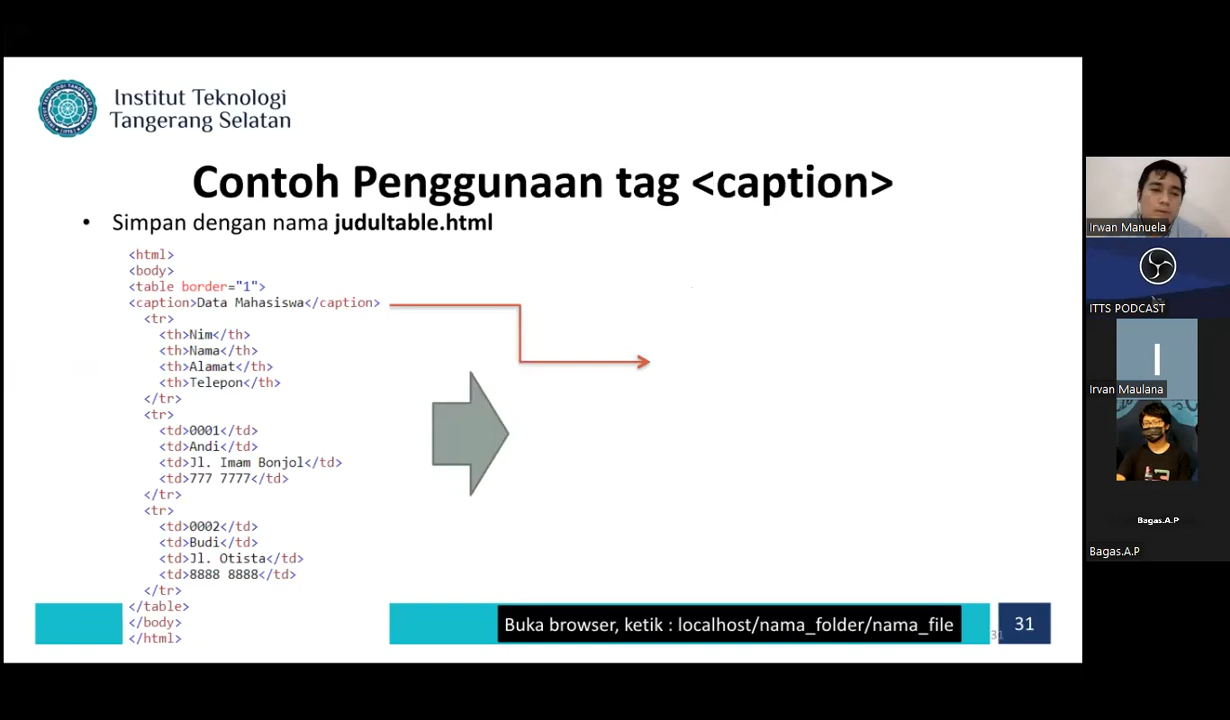 Institut Teknologi
Tangerang Selatan
Contoh Penggunaan tag <caption>
• Simpan dengan nama judultable.html
<html>
<body>
<table border="1">
<caption>Data Mahasiswa</caption>
<tr>
<th>Nim</th>
<th>Nama</th>
<th>Alamat</th>
<th>Telepon</th>
</tr>
<tr>
<td>0001</td>
<td>Andi</td>
<td>Jl. Imam Bonjol</td>
<td>777 7777</td>
</tr>
<tr>
<td>0002</td>
<td>Budi</td>
<td>Jl. Otista</td>
<td>8888 8888</td>
</tr>
</table>
</body>
</html>
Buka browser, ketik : localhost/nama_folder/nama_file
31
31
Irwan Manuela
ITTS PODCAST
I
Irvan Maulana
Bagas.A.P
Bagas.A.P